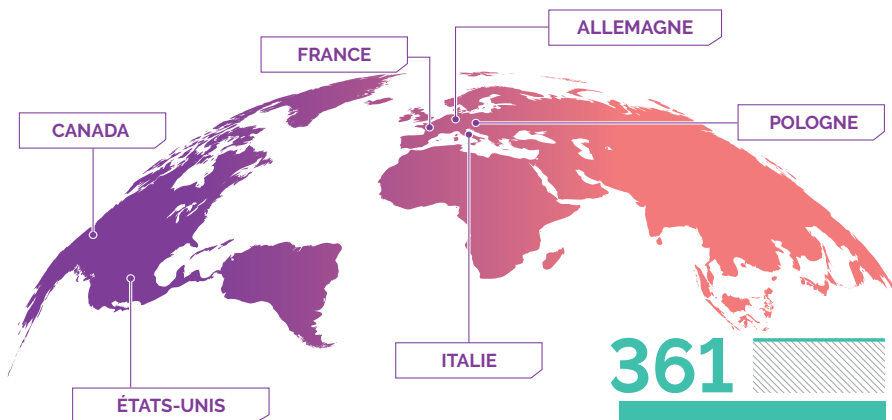 ALLEMAGNE
FRANCE
CANADA
POLOGNE
ITALIE
361
ÉTATS-UNIS